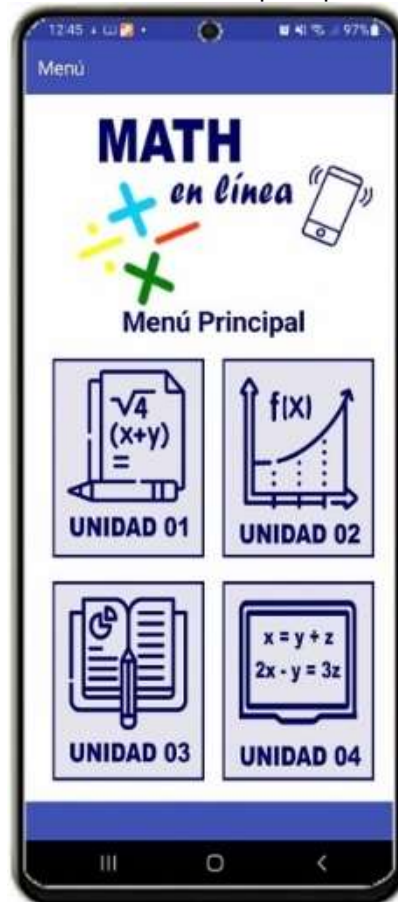 12:45
97%
Menú
MATH
en línea
Menú Principal
√4
(x+y)
=
UNIDAD 01
f(X)
UNIDAD 02
UNIDAD 03
x = y + z
2x - y = 3z
UNIDAD 04